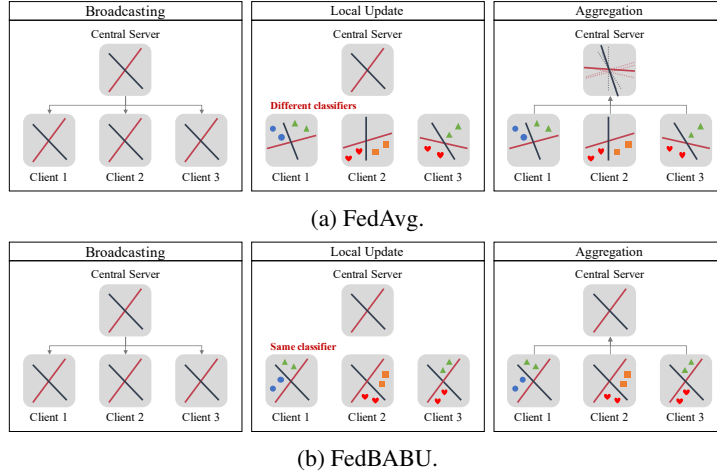 Broadcasting
Local Update
Aggregation
Central Server
Central Server
Central Server
Different classifiers
Client 1
Client 2
Client 3
Client 1
Client 2
Client 3
Client 1
Client 2
Client 3
(a) FedAvg.
Broadcasting
Local Update
Aggregation
Central Server
Central Server
Central Server
Same classifier
Client 1
Client 2
Client 3
Client 1
Client 2
Client 3
Client 1
Client 2
Client 3
(b) FedBABU.